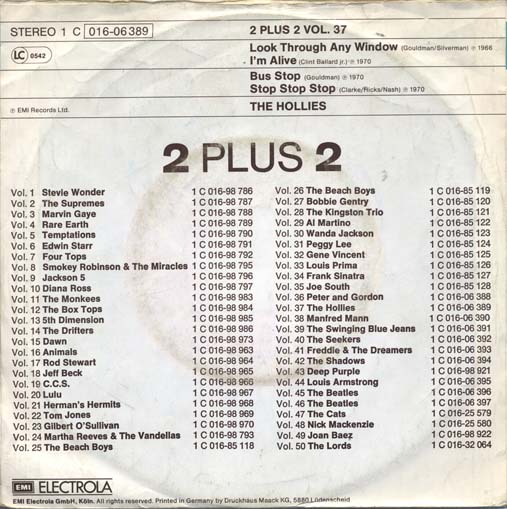 STEREO 1 C 016-06389
LC 0542
℗ EMI Records Ltd.
2 PLUS 2 VOL. 37
Look Through Any Window (Gouldman/Silverman) ℗ 1966
I'm Alive (Clint Ballard jr.) ℗ 1970
Bus Stop (Gouldman) ℗ 1970
Stop Stop Stop (Clarke/Ricks/Nash) ℗ 1970
THE HOLLIES
2 PLUS 2
Vol. 1 Stevie Wonder 1 C 016-98 786
Vol. 2 The Supremes 1 C 016-98 787
Vol. 3 Marvin Gaye 1 C 016-98 788
Vol. 4 Rare Earth 1 C 016-98 789
Vol. 5 Temptations 1 C 016-98 790
Vol. 6 Edwin Starr 1 C 016-98 791
Vol. 7 Four Tops 1 C 016-98 792
Vol. 8 Smokey Robinson & The Miracles 1 C 016-98 795
Vol. 9 Jackson 5 1 C 016-98 796
Vol. 10 Diana Ross 1 C 016-98 797
Vol. 11 The Monkees 1 C 016-98 983
Vol. 12 The Box Tops 1 C 016-98 984
Vol. 13 5th Dimension 1 C 016-98 985
Vol. 14 The Drifters 1 C 016-98 986
Vol. 15 Dawn 1 C 016-98 973
Vol. 16 Animals 1 C 016-98 963
Vol. 17 Rod Stewart 1 C 016-98 964
Vol. 18 Jeff Beck 1 C 016-98 965
Vol. 19 C.C.S. 1 C 016-98 966
Vol. 20 Lulu 1 C 016-98 967
Vol. 21 Herman's Hermits 1 C 016-98 968
Vol. 22 Tom Jones 1 C 016-98 969
Vol. 23 Gilbert O'Sullivan 1 C 016-98 970
Vol. 24 Martha Reeves & The Vandellas 1 C 016-98 793
Vol. 25 The Beach Boys 1 C 016-85 118
Vol. 26 The Beach Boys 1 C 016-85 119
Vol. 27 Bobbie Gentry 1 C 016-85 120
Vol. 28 The Kingston Trio 1 C 016-85 121
Vol. 29 Al Martino 1 C 016-85 122
Vol. 30 Wanda Jackson 1 C 016-85 123
Vol. 31 Peggy Lee 1 C 016-85 124
Vol. 32 Gene Vincent 1 C 016-85 125
Vol. 33 Louis Prima 1 C 016-85 126
Vol. 34 Frank Sinatra 1 C 016-85 127
Vol. 35 Joe South 1 C 016-85 128
Vol. 36 Peter and Gordon 1 C 016-06 388
Vol. 37 The Hollies 1 C 016-06 389
Vol. 38 Manfred Mann 1 C 016-06 390
Vol. 39 The Swinging Blue Jeans 1 C 016-06 391
Vol. 40 The Seekers 1 C 016-06 392
Vol. 41 Freddie & The Dreamers 1 C 016-06 393
Vol. 42 The Shadows 1 C 016-06 394
Vol. 43 Deep Purple 1 C 016-98 921
Vol. 44 Louis Armstrong 1 C 016-06 395
Vol. 45 The Beatles 1 C 016-06 396
Vol. 46 The Beatles 1 C 016-06 397
Vol. 47 The Cats 1 C 016-25 579
Vol. 48 Nick Mackenzie 1 C 016-25 580
Vol. 49 Joan Baez 1 C 016-98 922
Vol. 50 The Lords 1 C 016-32 064
EMI ELECTROLA
EMI Electrola GmbH, Köln. All rights reserved. Printed in Germany by Druckhaus Maack KG, 5880 Lüdenscheid